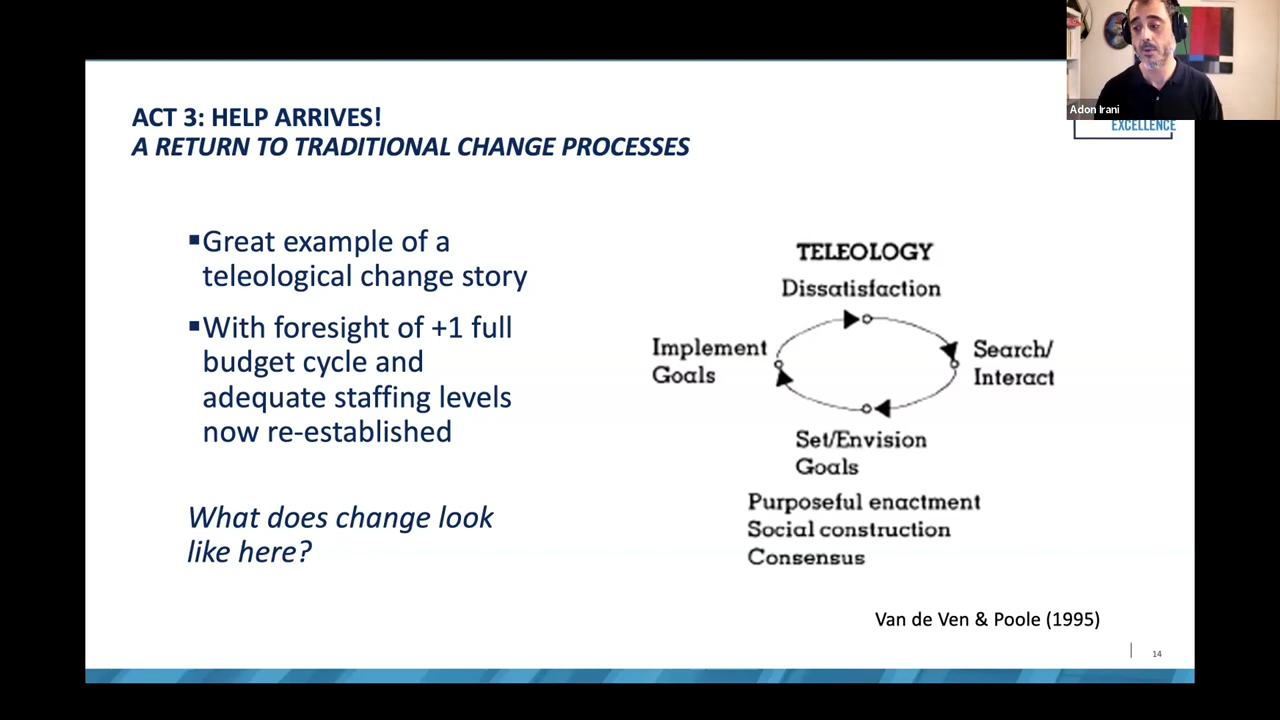 Adon Irani
EXCELLENCE
ACT 3: HELP ARRIVES!
A RETURN TO TRADITIONAL CHANGE PROCESSES
▪Great example of a
teleological change story
▪With foresight of +1 full
budget cycle and
adequate staffing levels
now re-established
What does change look
like here?
TELEOLOGY
Dissatisfaction
Implement
Goals
Search/
Interact
Set/Envision
Goals
Purposeful enactment
Social construction
Consensus
Van de Ven & Poole (1995)
14